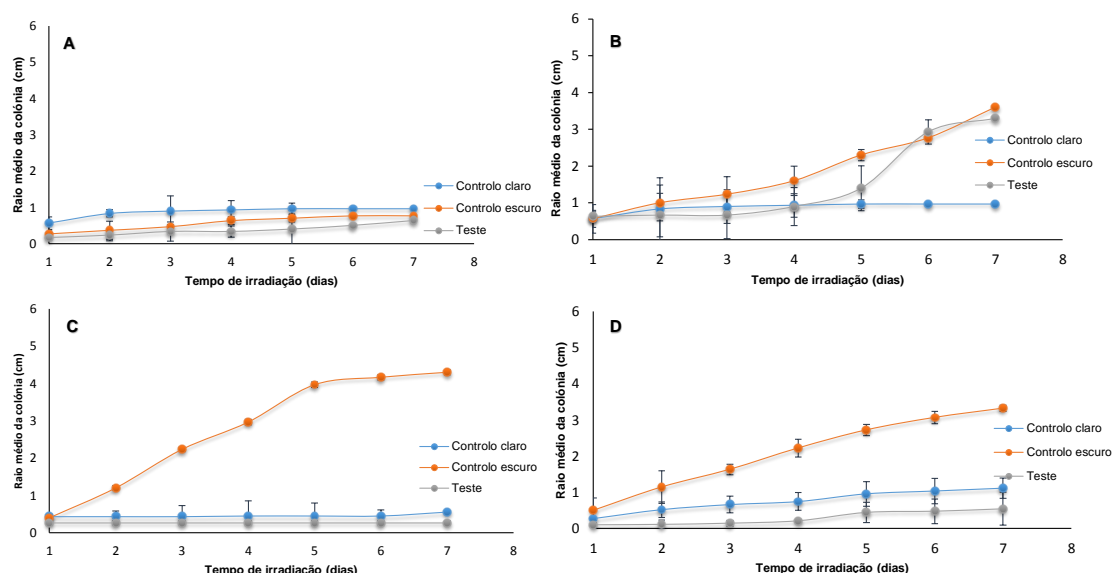 A
Raio médio da colónia (cm)
6
5
4
3
2
1
0
1 2 3 4 5 6 7 8
Tempo de irradiação (dias)
Controlo claro
Controlo escuro
Teste
B
Raio médio da colónia (cm)
6
5
4
3
2
1
0
1 2 3 4 5 6 7 8
Tempo de irradiação (dias)
Controlo claro
Controlo escuro
Teste
C
Raio médio da colónia (cm)
6
5
4
3
2
1
0
1 2 3 4 5 6 7 8
Tempo de irradiação (dias)
Controlo claro
Controlo escuro
Teste
D
Raio médio da colónia (cm)
6
5
4
3
2
1
0
1 2 3 4 5 6 7 8
Tempo de irradiação (dias)
Controlo claro
Controlo escuro
Teste